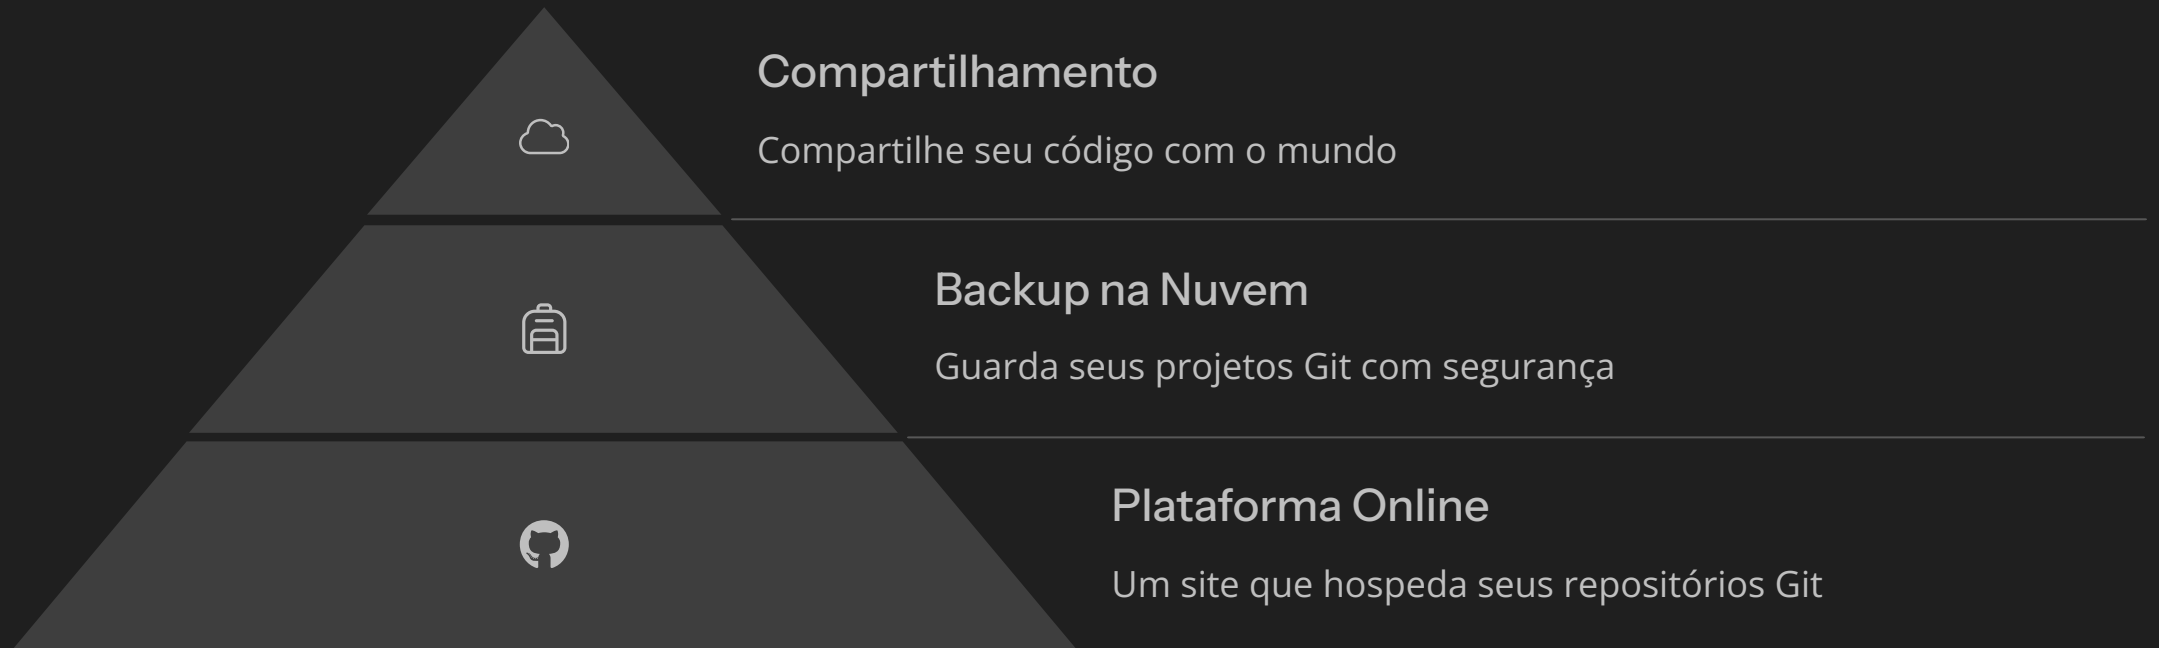 Compartilhamento
Compartilhe seu código com o mundo
Backup na Nuvem
Guarda seus projetos Git com segurança
Plataforma Online
Um site que hospeda seus repositórios Git